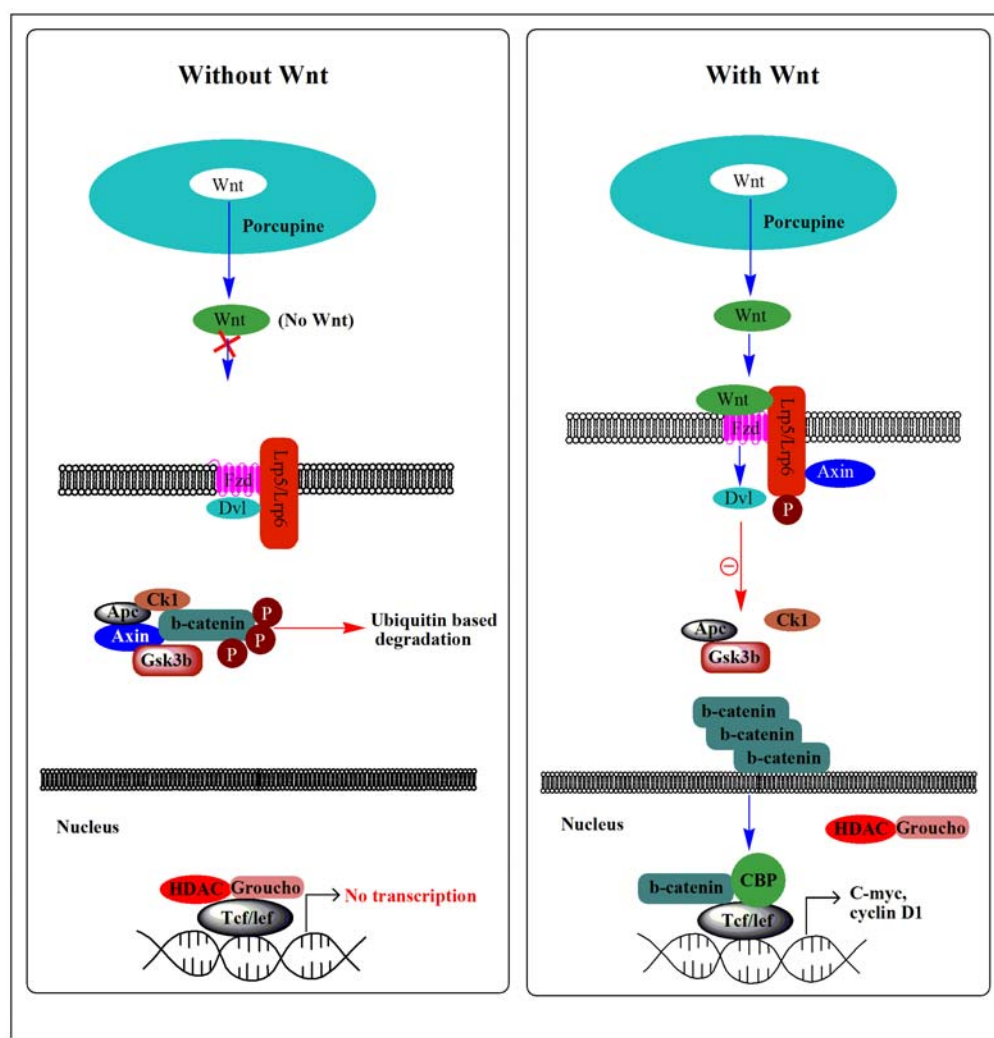 Without Wnt
Wnt
Porcupine
Wnt
(No Wnt)
Fzd
Lrp5/Lrp6
Dvl
Ck1
Apc
b-catenin
P
P
P
Axin
Gsk3b
Ubiquitin based
degradation
Nucleus
HDAC
Groucho
No transcription
Tcf/lef
With Wnt
Wnt
Porcupine
Wnt
Wnt
Fzd
Lrp5/Lrp6
Axin
Dvl
P
Ck1
Apc
Gsk3b
b-catenin
b-catenin
b-catenin
Nucleus
HDAC
Groucho
b-catenin
CBP
Tcf/lef
C-myc,
cyclin D1